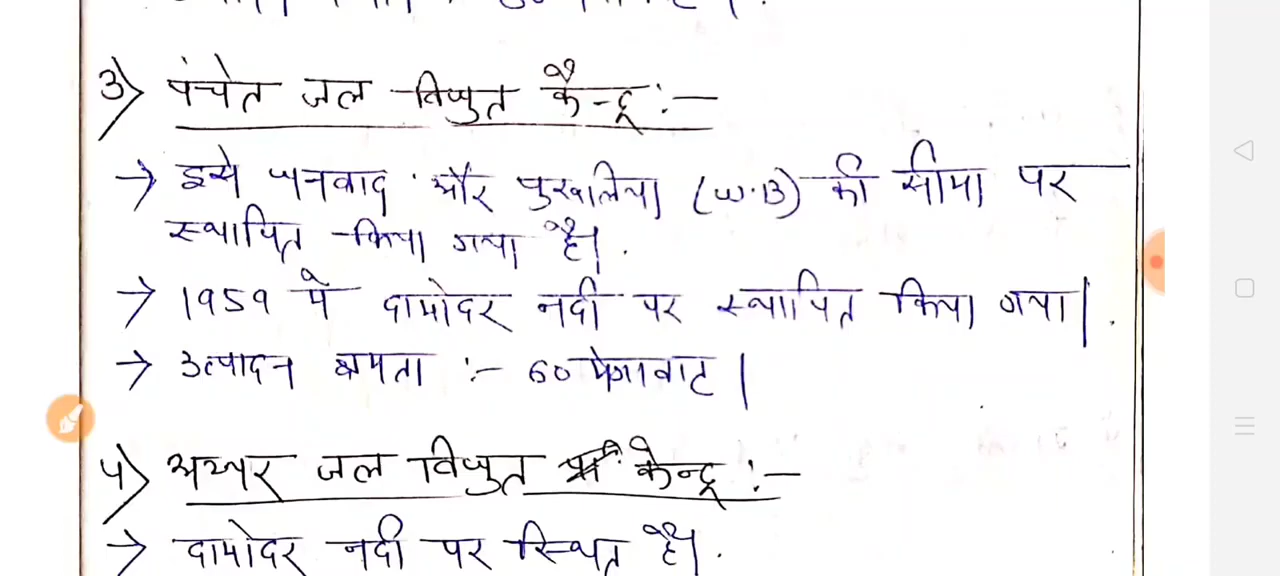 3) पंचेत जल विद्युत केन्द्र :-
→ इसे धनबाद और पुरुलिया (W.B) की सीमा पर
स्थापित किया गया है।
→ 1959 में दामोदर नदी पर स्थापित किया गया।
→ उत्पादन क्षमता :- 60 मेगावाट।
4) अय्यर जल विद्युत केन्द्र :-
→ दामोदर नदी पर स्थित है।